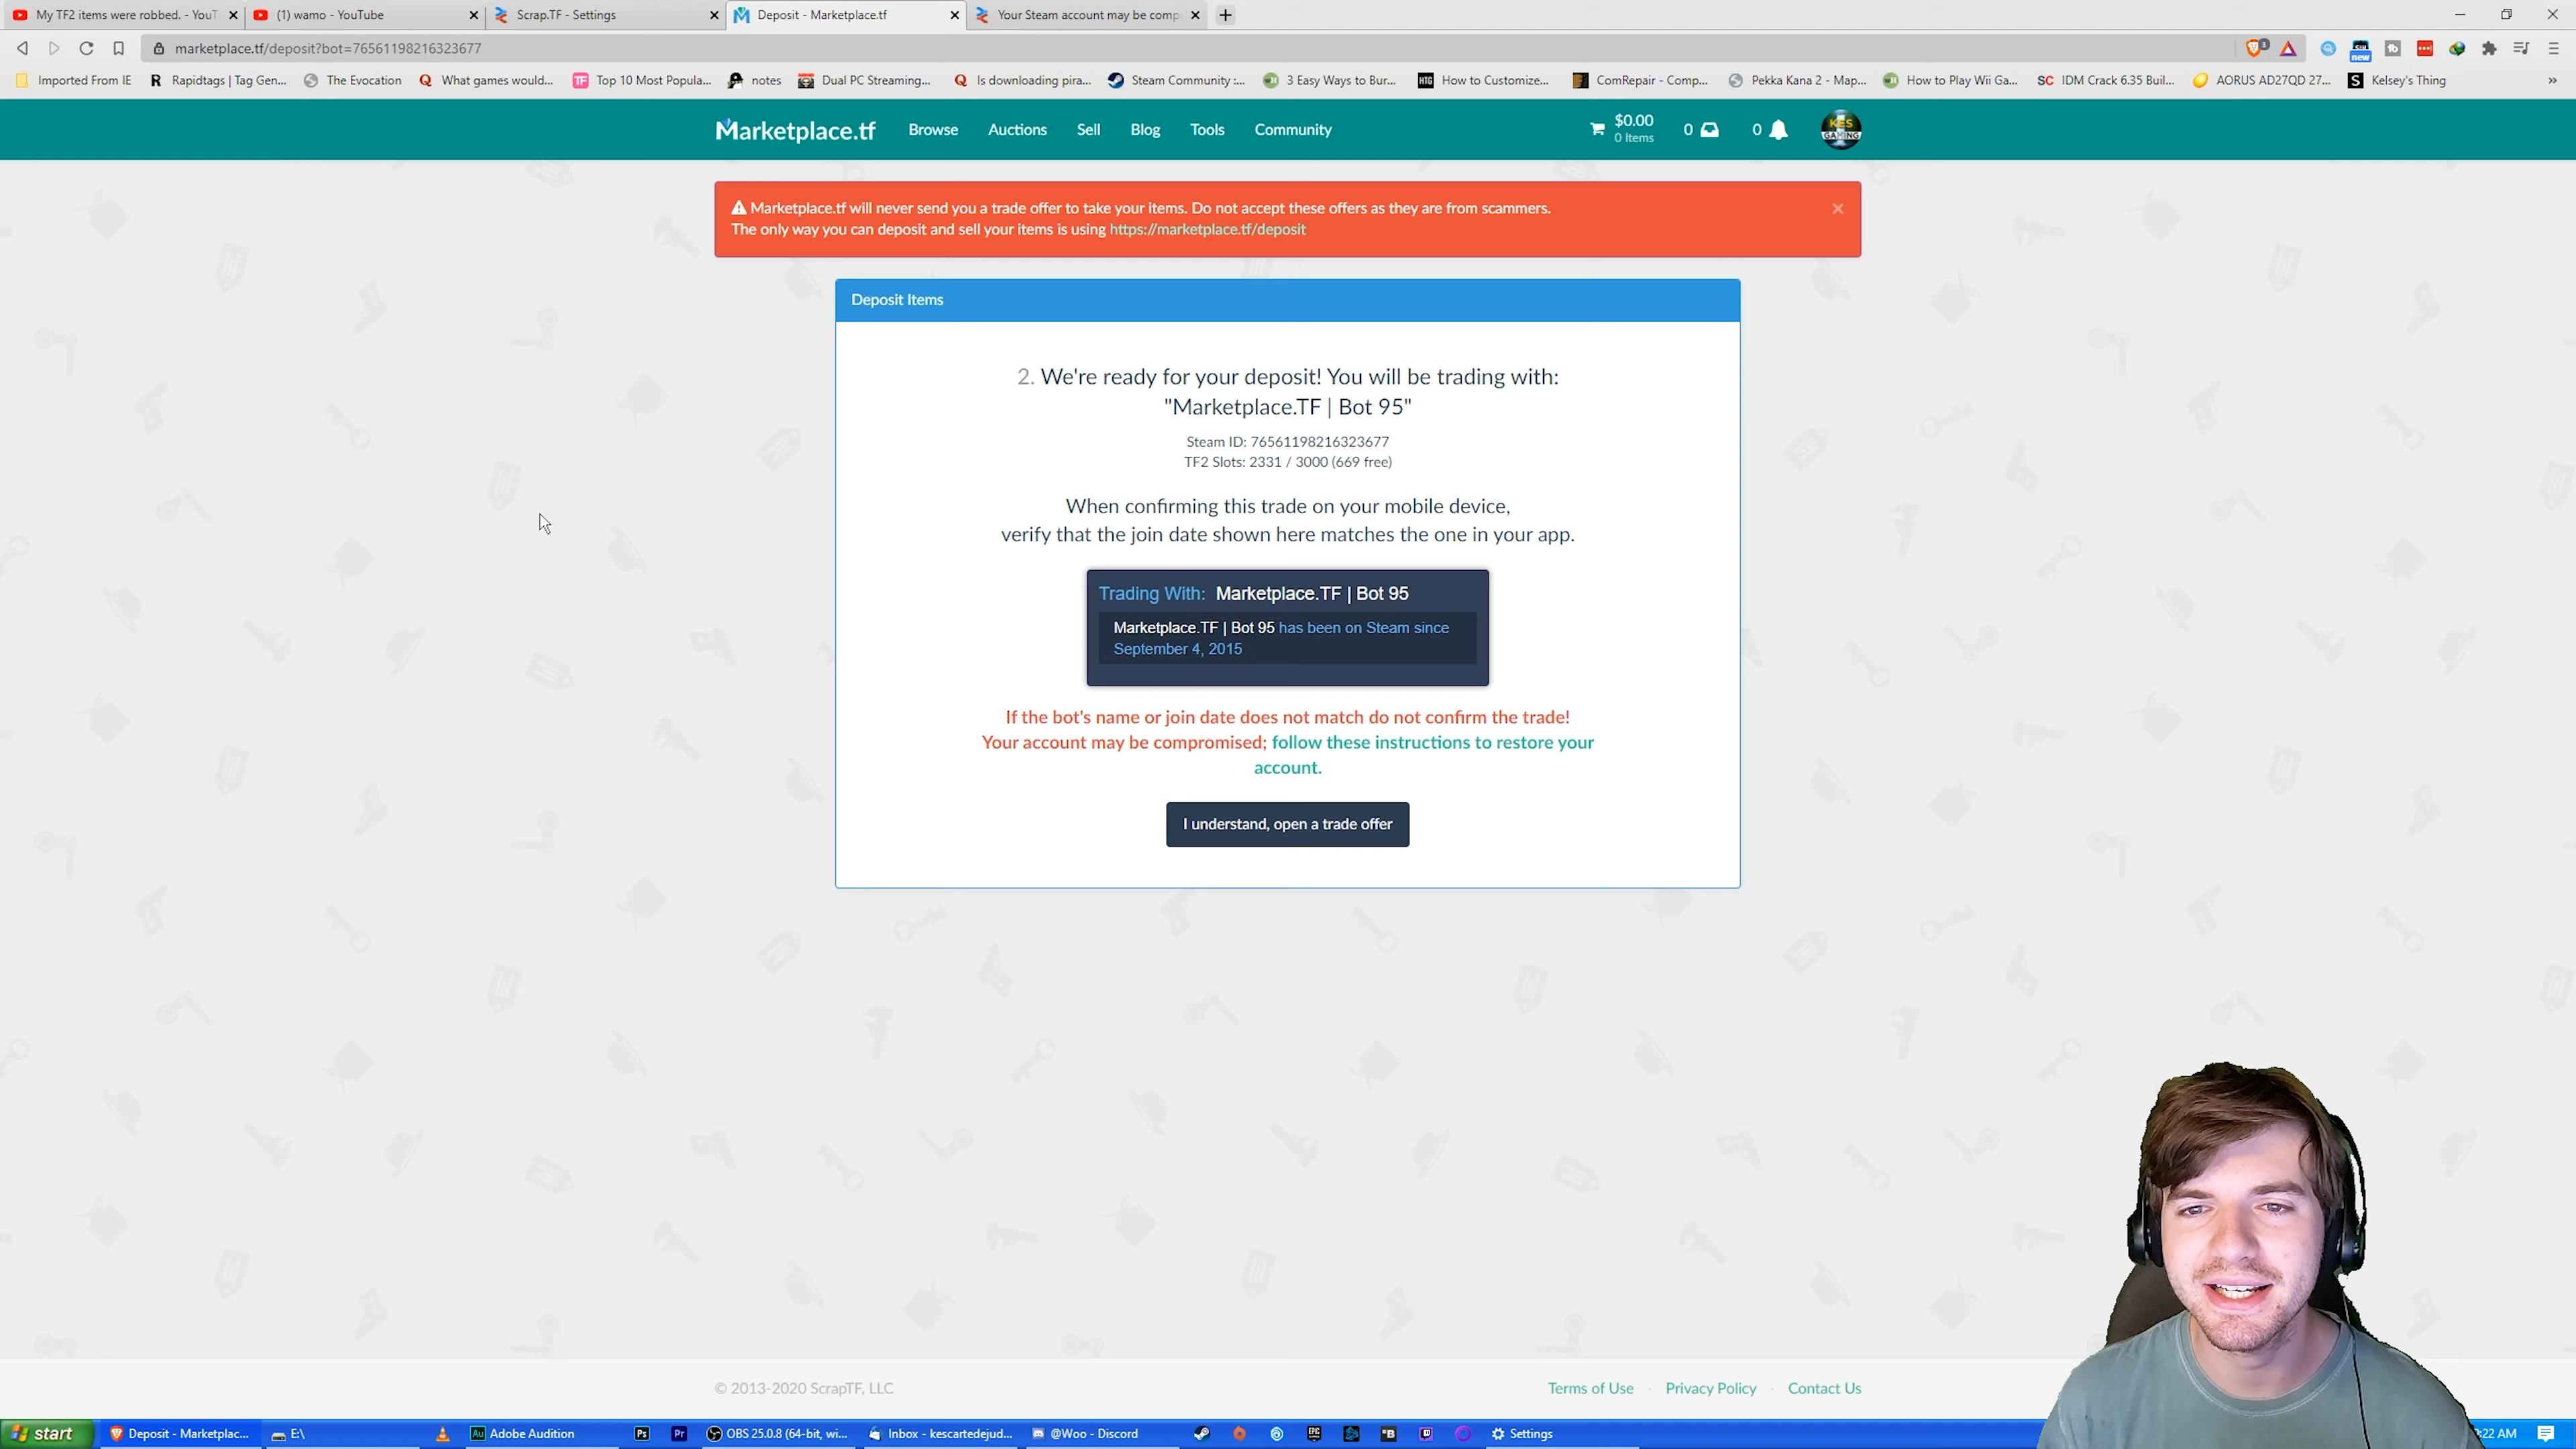 My TF2 items were robbed. - YouT
(1) wamo - YouTube
Scrap.TF - Settings
Deposit - Marketplace.tf
Your Steam account may be comp
marketplace.tf/deposit?bot=76561198216323677
Imported From IE
Rapidtags | Tag Gen...
The Evocation
What games would...
Top 10 Most Popula...
notes
Dual PC Streaming...
Is downloading pira...
Steam Community :...
3 Easy Ways to Bur...
How to Customize...
ComRepair - Comp...
Pekka Kana 2 - Map...
How to Play Wii Ga...
IDM Crack 6.35 Buil...
AORUS AD27QD 27...
Kelsey's Thing
Marketplace.tf
Browse
Auctions
Sell
Blog
Tools
Community
$0.00
0 Items
0
0
KES
GAMING
Marketplace.tf will never send you a trade offer to take your items. Do not accept these offers as they are from scammers.
The only way you can deposit and sell your items is using https://marketplace.tf/deposit
Deposit Items
2. We're ready for your deposit! You will be trading with:
"Marketplace.TF | Bot 95"
Steam ID: 76561198216323677
TF2 Slots: 2331 / 3000 (669 free)
When confirming this trade on your mobile device,
verify that the join date shown here matches the one in your app.
Trading With: Marketplace.TF | Bot 95
Marketplace.TF | Bot 95 has been on Steam since
September 4, 2015
If the bot's name or join date does not match do not confirm the trade!
Your account may be compromised; follow these instructions to restore your
account.
I understand, open a trade offer
© 2013-2020 ScrapTF, LLC
Terms of Use
Privacy Policy
Contact Us
start
Deposit - Marketplac...
E:\
Adobe Audition
OBS 25.0.8 (64-bit, wi...
Inbox - kescartedejud...
@Woo - Discord
Settings
:22 AM